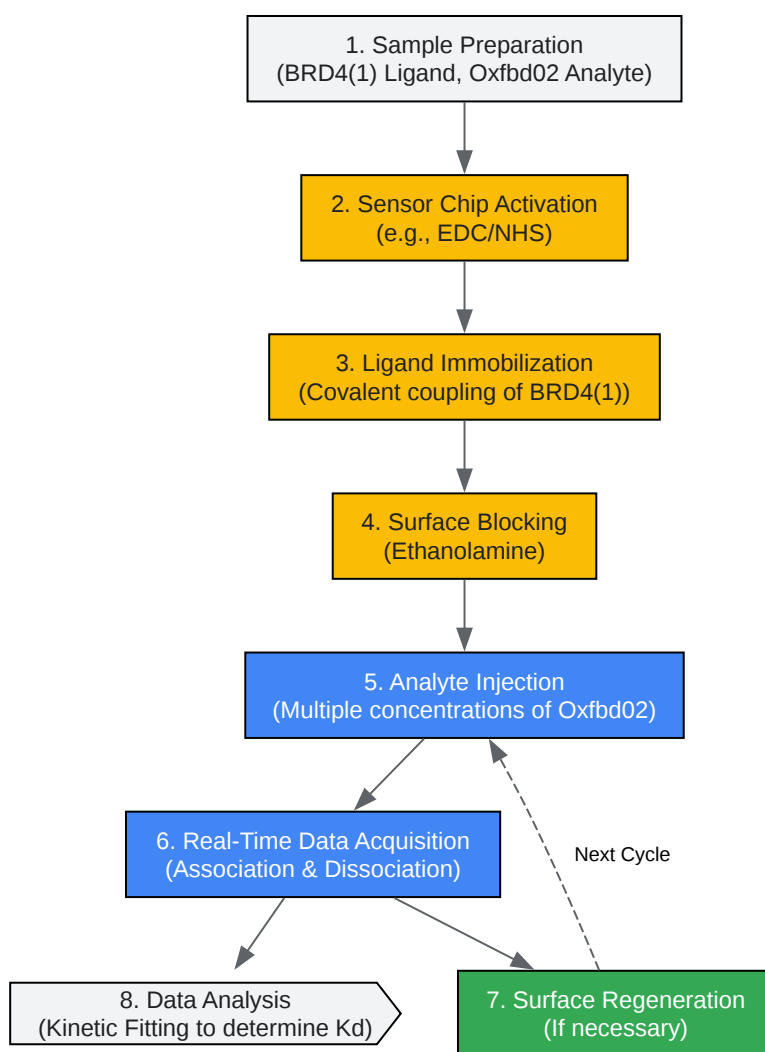 1. Sample Preparation
(BRD4(1) Ligand, Oxfbd02 Analyte)
2. Sensor Chip Activation
(e.g., EDC/NHS)
3. Ligand Immobilization
(Covalent coupling of BRD4(1))
4. Surface Blocking
(Ethanolamine)
5. Analyte Injection
(Multiple concentrations of Oxfbd02)
6. Real-Time Data Acquisition
(Association & Dissociation)
Next Cycle
8. Data Analysis
(Kinetic Fitting to determine Kd)
7. Surface Regeneration
(If necessary)